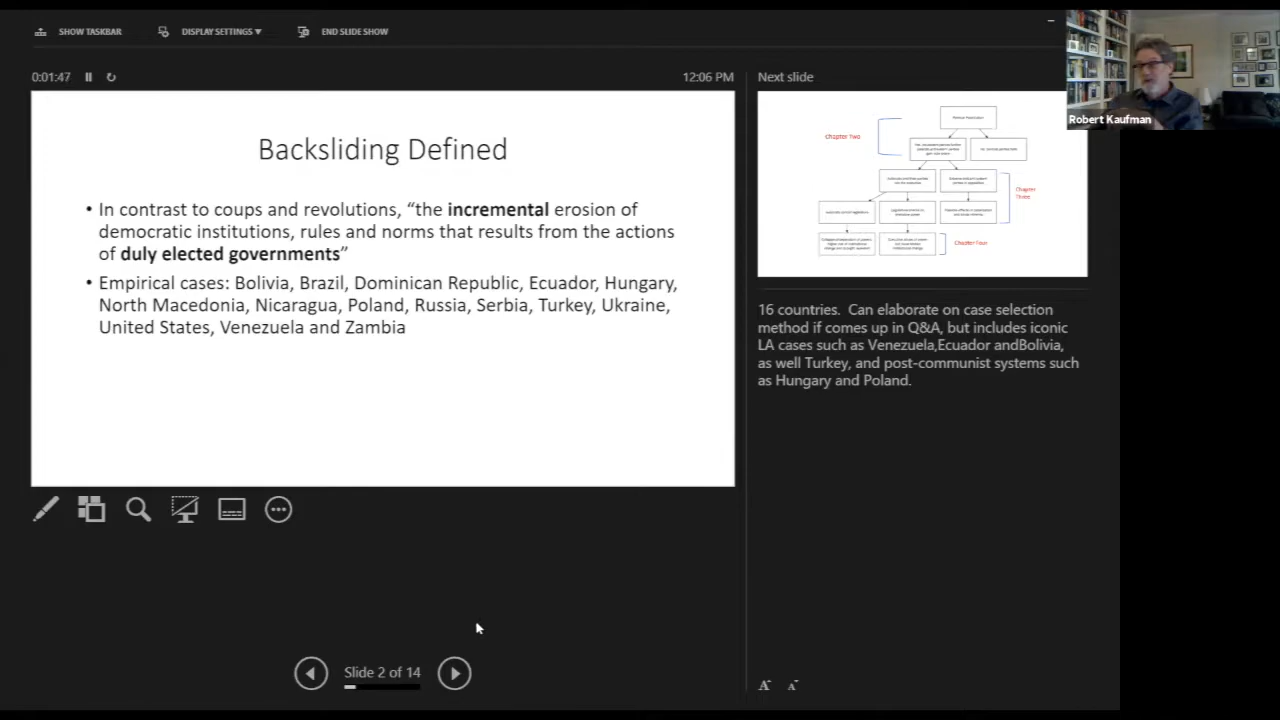 SHOW TASKBAR
DISPLAY SETTINGS ▼
END SLIDE SHOW
0:01:47
12:06 PM
Next slide
Robert Kaufman
Backsliding Defined
• In contrast to coups and revolutions, “the incremental erosion of
democratic institutions, rules and norms that results from the actions
of duly elected governments”
• Empirical cases: Bolivia, Brazil, Dominican Republic, Ecuador, Hungary,
North Macedonia, Nicaragua, Poland, Russia, Serbia, Turkey, Ukraine,
United States, Venezuela and Zambia
Chapter Two
Chapter
Three
Chapter Four
16 countries. Can elaborate on case selection
method if comes up in Q&A, but includes iconic
LA cases such as Venezuela,Ecuador andBolivia,
as well Turkey, and post-communist systems such
as Hungary and Poland.
Slide 2 of 14
A
A